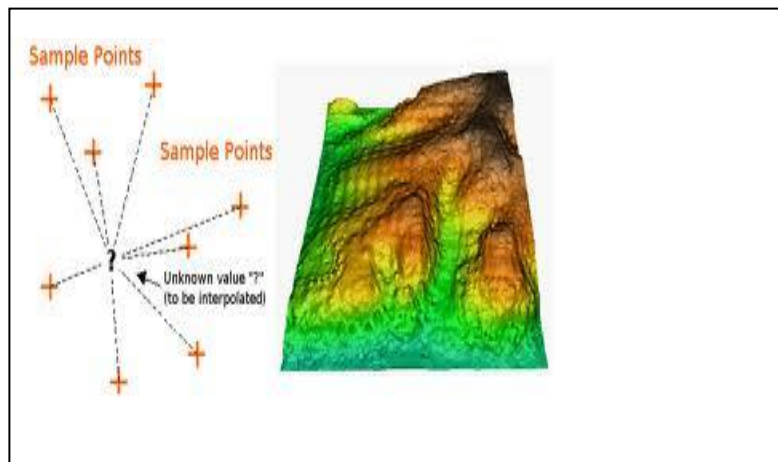 Sample Points
Sample Points
?
Unknown value "?"
(to be interpolated)